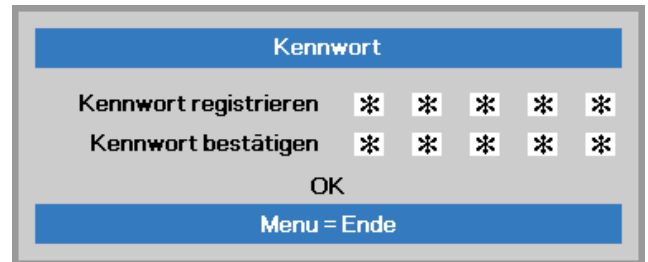 Kennwort
Kennwort registrieren * * * * *
Kennwort bestätigen * * * * *
OK
Menu = Ende